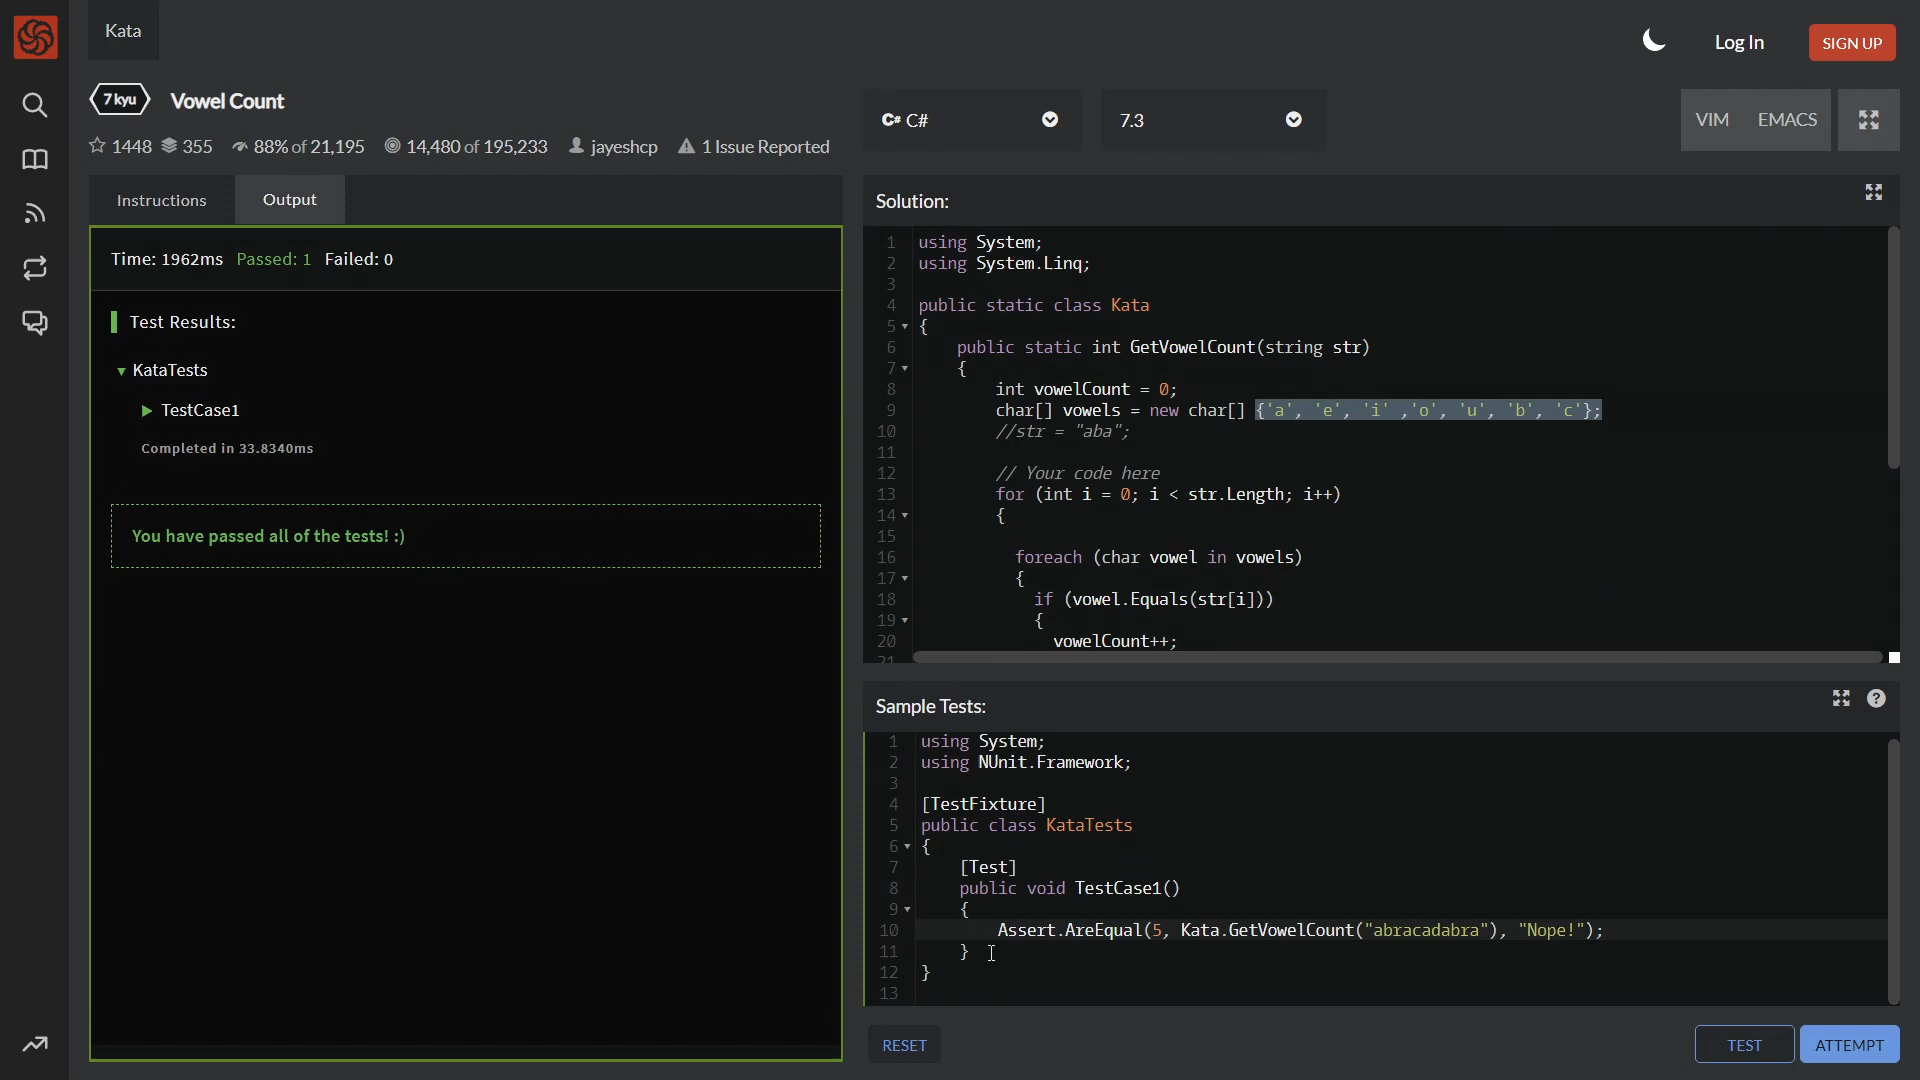 Kata
Log In
SIGN UP
7 kyu
Vowel Count
1448 355 88% of 21,195 14,480 of 195,233 jayeshcp 1 Issue Reported
C# C#
7.3
VIM EMACS
Instructions
Output
Time: 1962ms Passed: 1 Failed: 0
Test Results:
KataTests
TestCase1
Completed in 33.8340ms
You have passed all of the tests! :)
Solution:
1 using System;
2 using System.Linq;
3
4 public static class Kata
5 {
6 public static int GetVowelCount(string str)
7 {
8 int vowelCount = 0;
9 char[] vowels = new char[] {'a', 'e', 'i' ,'o', 'u', 'b', 'c'};
10 //str = "aba";
11
12 // Your code here
13 for (int i = 0; i < str.Length; i++)
14 {
15
16 foreach (char vowel in vowels)
17 {
18 if (vowel.Equals(str[i]))
19 {
20 vowelCount++;
21
Sample Tests:
1 using System;
2 using NUnit.Framework;
3
4 [TestFixture]
5 public class KataTests
6 {
7 [Test]
8 public void TestCase1()
9 {
10 Assert.AreEqual(5, Kata.GetVowelCount("abracadabra"), "Nope!");
11 }
12 }
13
RESET
TEST
ATTEMPT